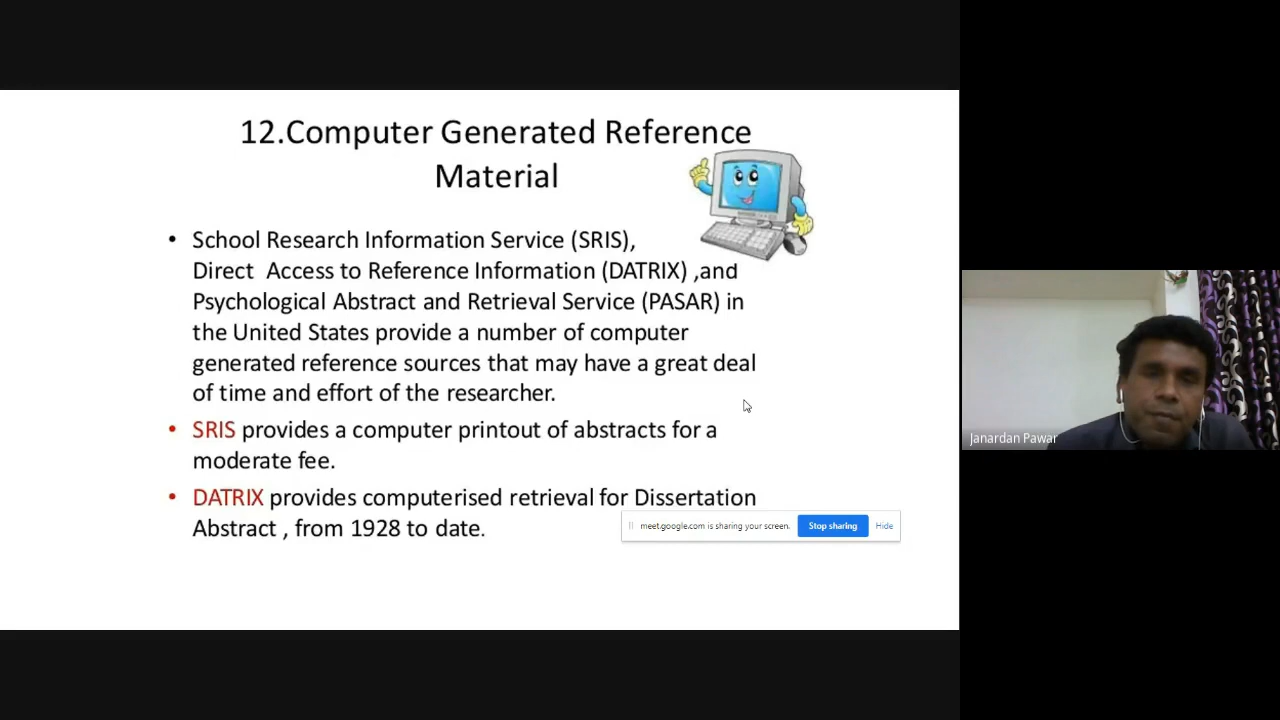 12.Computer Generated Reference
Material
• School Research Information Service (SRIS),
Direct Access to Reference Information (DATRIX) ,and
Psychological Abstract and Retrieval Service (PASAR) in
the United States provide a number of computer
generated reference sources that may have a great deal
of time and effort of the researcher.
• SRIS provides a computer printout of abstracts for a
moderate fee.
• DATRIX provides computerised retrieval for Dissertation
Abstract , from 1928 to date.
meet.google.com is sharing your screen. Stop sharing Hide
Janardan Pawar